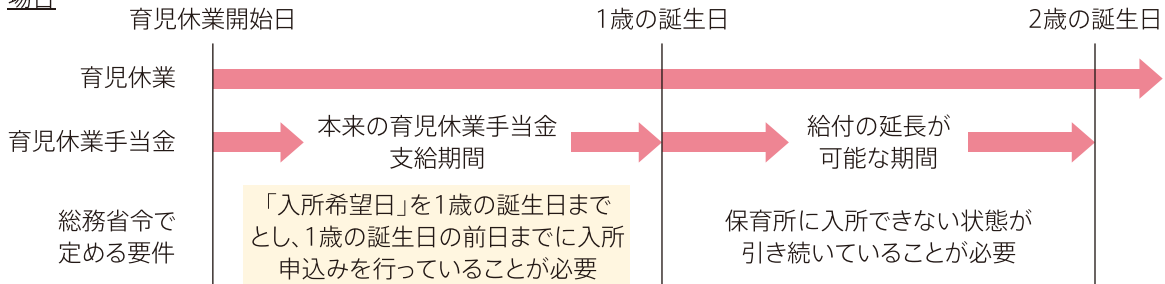 場合
育児休業開始日
1歳の誕生日
2歳の誕生日
育児休業
育児休業手当金
本来の育児休業手当金
支給期間
給付の延長が
可能な期間
総務省令で
定める要件
「入所希望日」を1歳の誕生日まで
とし、1歳の誕生日の前日までに入所
申込みを行っていることが必要
保育所に入所できない状態が
引き続いていることが必要